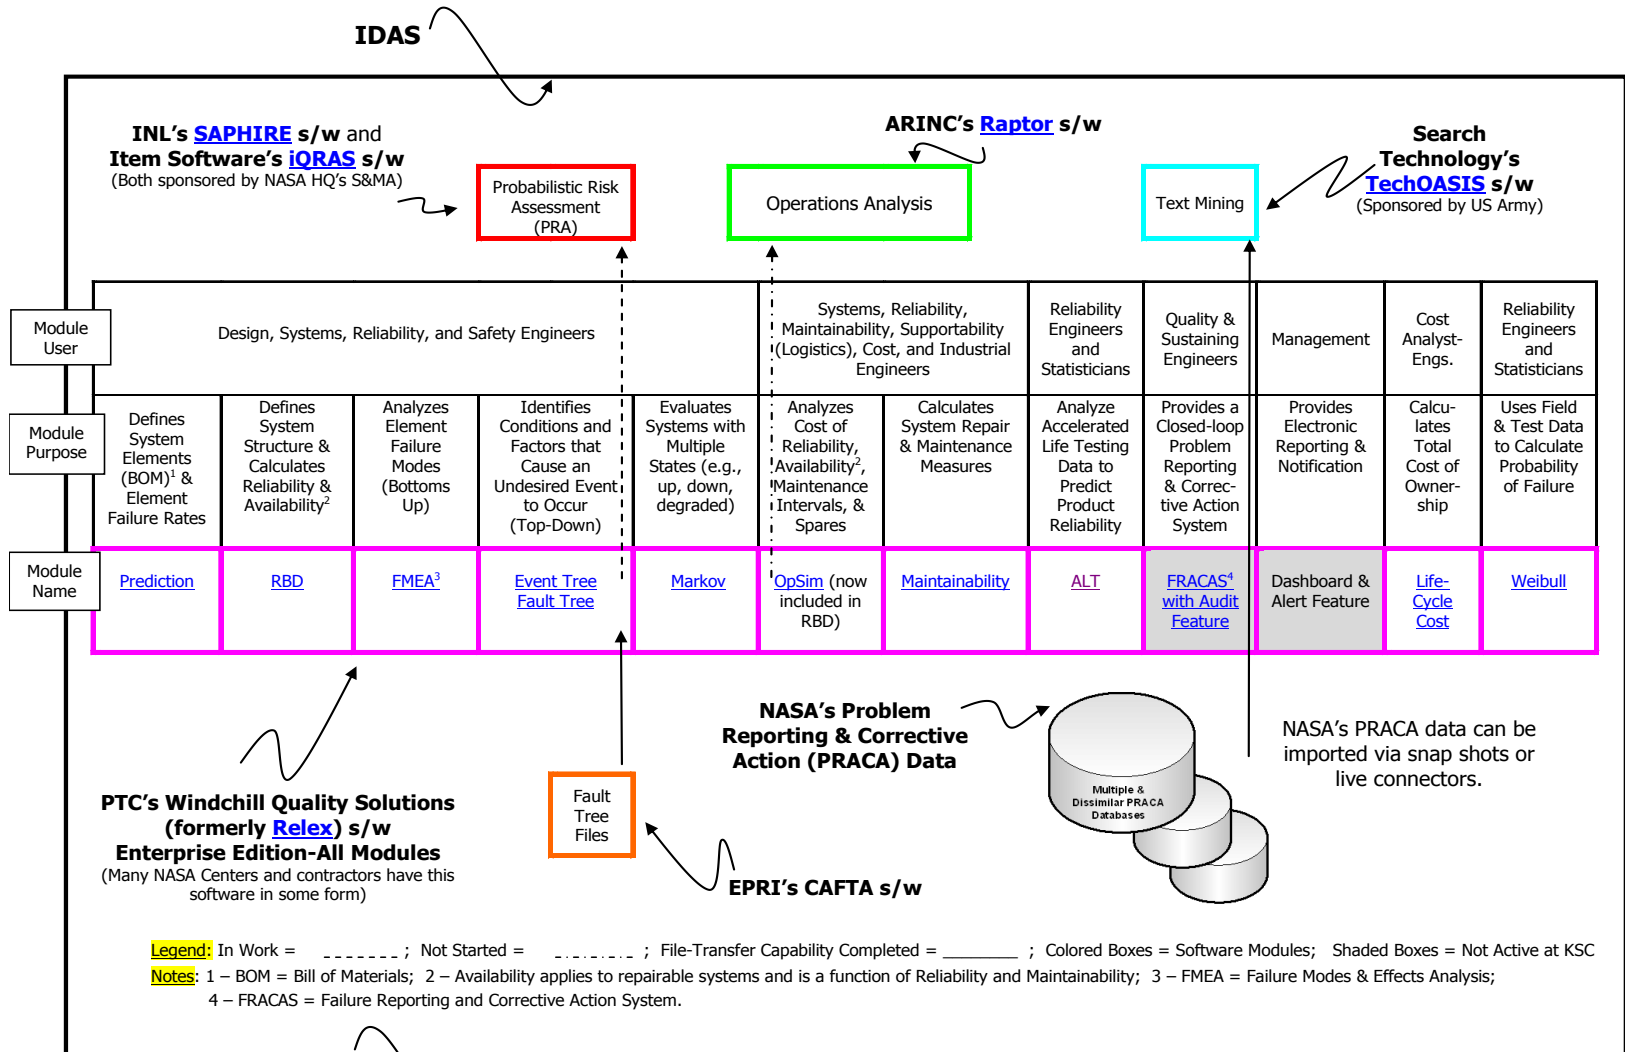 IDAS
INL's SAPHIRE s/w and
Item Software's iQRAS s/w
(Both sponsored by NASA HQ's S&MA)
Probabilistic Risk
Assessment
(PRA)
ARINC's Raptor s/w
Operations Analysis
Text Mining
Search
Technology's
TechOASIS s/w
(Sponsored by US Army)
Module
User
Design, Systems, Reliability, and Safety Engineers
Systems, Reliability,
Maintainability, Supportability
(Logistics), Cost, and Industrial
Engineers
Reliability
Engineers
and
Statisticians
Quality &
Sustaining
Engineers
Management
Cost
Analyst-
Engs.
Reliability
Engineers
and
Statisticians
Module
Purpose
Defines
System
Elements
(BOM)1 &
Element
Failure Rates
Defines
System
Structure &
Calculates
Reliability &
Availability2
Analyzes
Element
Failure
Modes
(Bottoms
Up)
Identifies
Conditions and
Factors that
Cause an
Undesired Event
to Occur
(Top-Down)
Evaluates
Systems with
Multiple
States (e.g.,
up, down,
degraded)
Analyzes
Cost of
Reliability,
Availability2,
Maintenance
Intervals, &
Spares
Calculates
System Repair
& Maintenance
Measures
Analyze
Accelerated
Life Testing
Data to
Predict
Product
Reliability
Provides a
Closed-loop
Problem
Reporting
& Correc-
tive Action
System
Provides
Electronic
Reporting &
Notification
Calcu-
lates
Total
Cost of
Owner-
ship
Uses Field
& Test Data
to Calculate
Probability
of Failure
Module
Name
Prediction
RBD
FMEA3
Event Tree
Fault Tree
Markov
OpSim (now
included in
RBD)
Maintainability
ALT
FRACAS4
with Audit
Feature
Dashboard &
Alert Feature
Life-
Cycle
Cost
Weibull
PTC's Windchill Quality Solutions
(formerly Relex) s/w
Enterprise Edition-All Modules
(Many NASA Centers and contractors have this
software in some form)
Fault
Tree
Files
EPRI's CAFTA s/w
NASA's Problem
Reporting & Corrective
Action (PRACA) Data
Multiple &
Dissimilar PRACA
Databases
NASA's PRACA data can be
imported via snap shots or
live connectors.
Legend: In Work = _ _ _ _ _ _ _ ; Not Started = _._._._._._ ; File-Transfer Capability Completed = ________ ; Colored Boxes = Software Modules; Shaded Boxes = Not Active at KSC
Notes: 1 – BOM = Bill of Materials; 2 – Availability applies to repairable systems and is a function of Reliability and Maintainability; 3 – FMEA = Failure Modes & Effects Analysis;
4 – FRACAS = Failure Reporting and Corrective Action System.